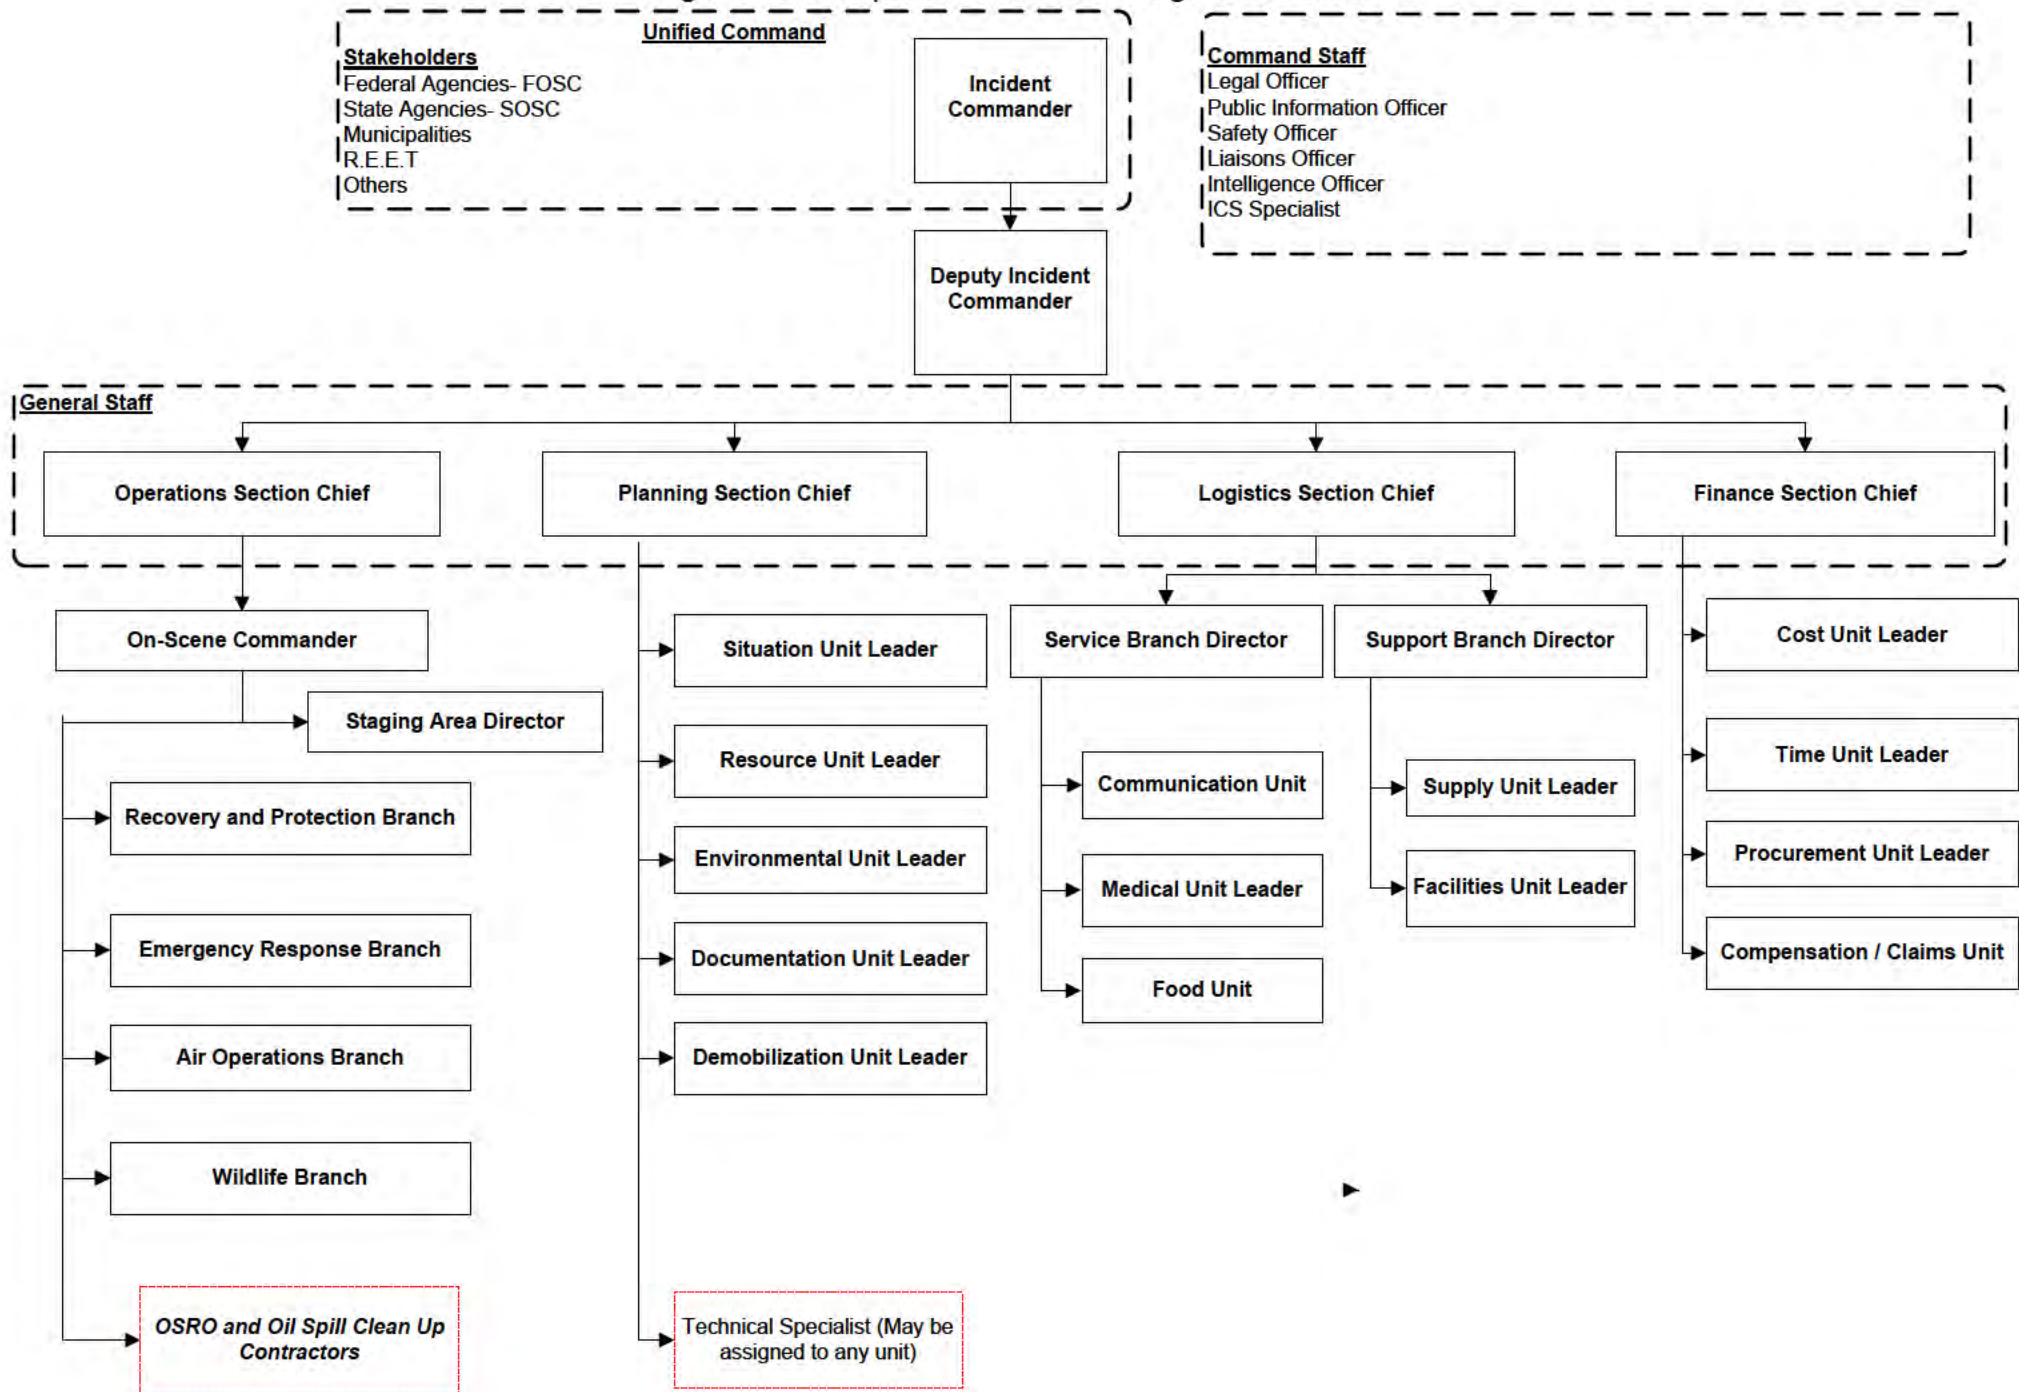 Unified Command
Stakeholders
Federal Agencies- FOSC
State Agencies- SOSC
Municipalities
R.E.E.T
Others
Incident
Commander
Command Staff
Legal Officer
Public Information Officer
Safety Officer
Liaisons Officer
Intelligence Officer
ICS Specialist
Deputy Incident
Commander
General Staff
Operations Section Chief
Planning Section Chief
Logistics Section Chief
Finance Section Chief
On-Scene Commander
Staging Area Director
Recovery and Protection Branch
Emergency Response Branch
Air Operations Branch
Wildlife Branch
OSRO and Oil Spill Clean Up
Contractors
Situation Unit Leader
Resource Unit Leader
Environmental Unit Leader
Documentation Unit Leader
Demobilization Unit Leader
Technical Specialist (May be
assigned to any unit)
Service Branch Director
Communication Unit
Medical Unit Leader
Food Unit
Support Branch Director
Supply Unit Leader
Facilities Unit Leader
Cost Unit Leader
Time Unit Leader
Procurement Unit Leader
Compensation / Claims Unit